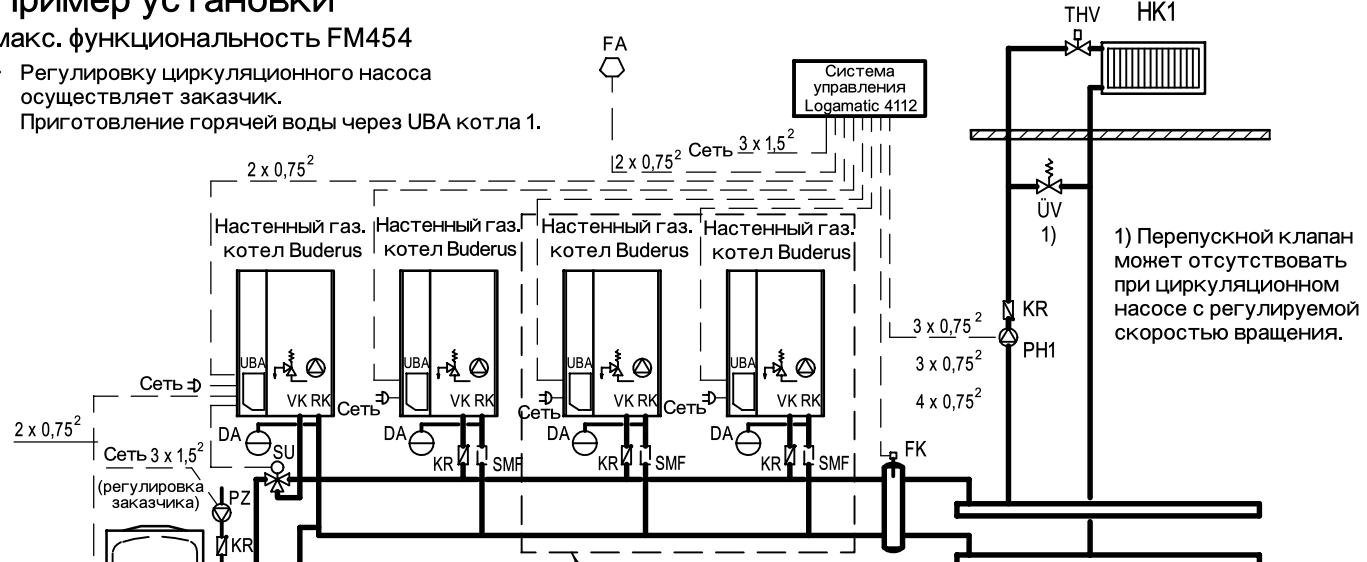 Пример установки
макс. функциональность FM454
Регулировку циркуляционного насоса
осуществляет заказчик.
Приготовление горячей воды через UBA котла 1.
FA
Система
управления
Logamatic 4112
THV
HK1
2 x 0,75²
2 x 0,75²
Сеть 3 x 1,5²
ÜV
1)
1) Перепускной клапан
может отсутствовать
при циркуляционном
насосе с регулируемой
скоростью вращения.
Настенный газ.
котел Buderus
Настенный газ.
котел Buderus
Настенный газ.
котел Buderus
Настенный газ.
котел Buderus
KR
PH1
3 x 0,75²
3 x 0,75²
4 x 0,75²
UBA
UBA
UBA
UBA
Сеть
VK RK
Сеть
VK RK
Сеть
VK RK
Сеть
VK RK
2 x 0,75²
DA
DA
DA
DA
SU
KR
SMF
KR
SMF
KR
SMF
FK
Сеть 3 x 1,5²
(регулировка
заказчика)
PZ
KR